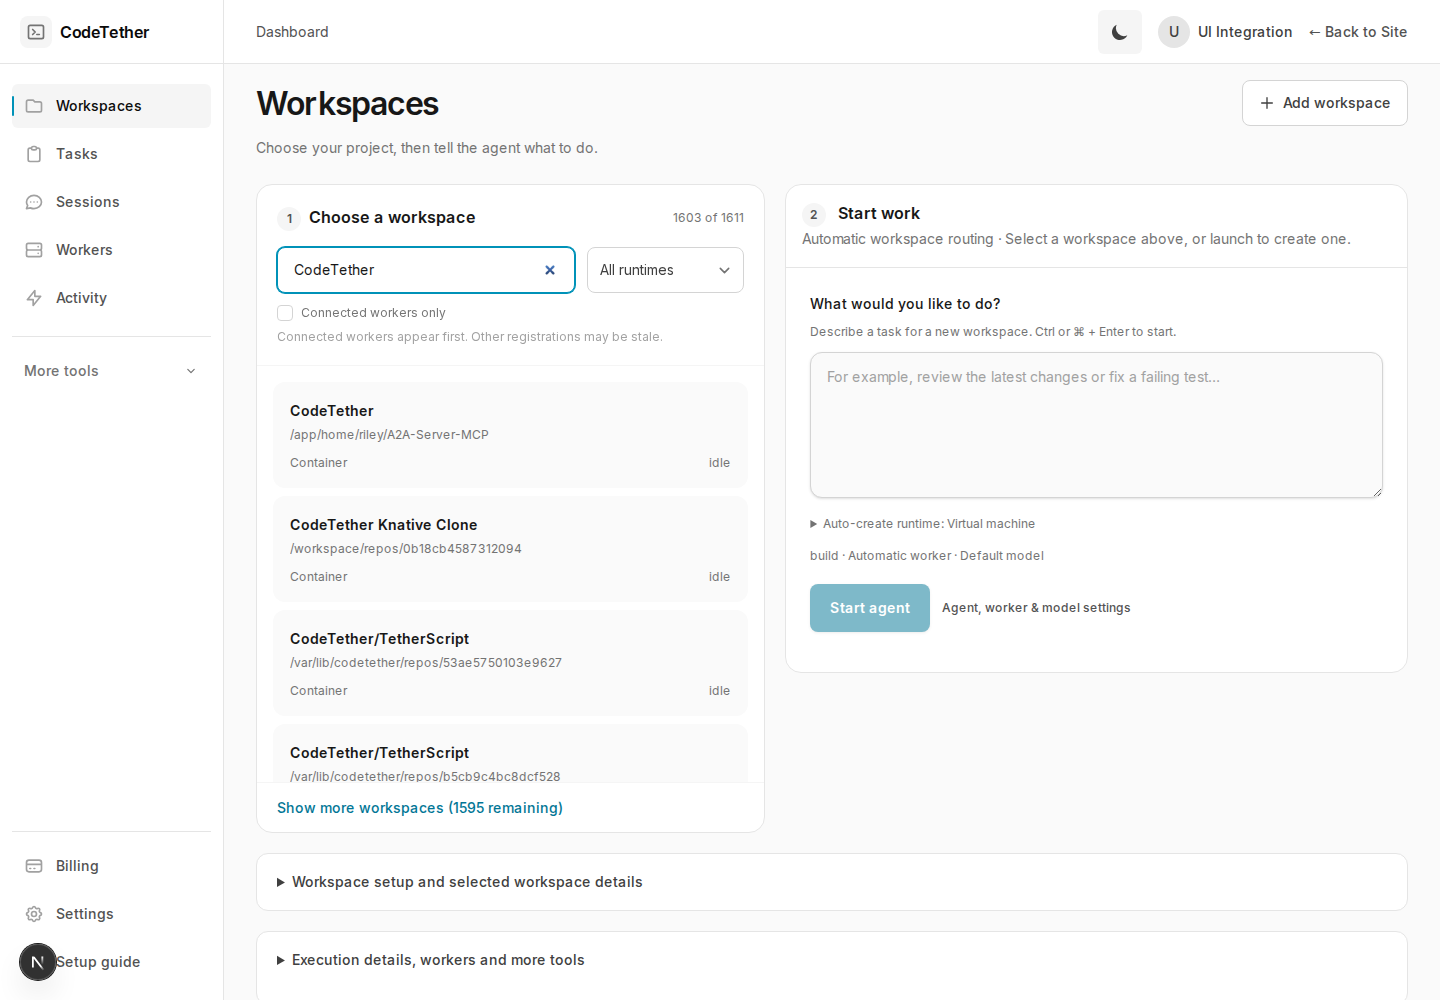 CodeTether
Dashboard
U
UI Integration
← Back to Site
Workspaces
Tasks
Sessions
Workers
Activity
More tools
Billing
Settings
N
Setup guide
Workspaces
+ Add workspace
Choose your project, then tell the agent what to do.
1
Choose a workspace
1603 of 1611
CodeTether
All runtimes
Connected workers only
Connected workers appear first. Other registrations may be stale.
CodeTether
/app/home/riley/A2A-Server-MCP
Container
idle
CodeTether Knative Clone
/workspace/repos/0b18cb4587312094
Container
idle
CodeTether/TetherScript
/var/lib/codetether/repos/53ae5750103e9627
Container
idle
CodeTether/TetherScript
/var/lib/codetether/repos/b5cb9c4bc8dcf528
Show more workspaces (1595 remaining)
2
Start work
Automatic workspace routing · Select a workspace above, or launch to create one.
What would you like to do?
Describe a task for a new workspace. Ctrl or ⌘ + Enter to start.
For example, review the latest changes or fix a failing test...
Auto-create runtime: Virtual machine
build · Automatic worker · Default model
Start agent
Agent, worker & model settings
Workspace setup and selected workspace details
Execution details, workers and more tools